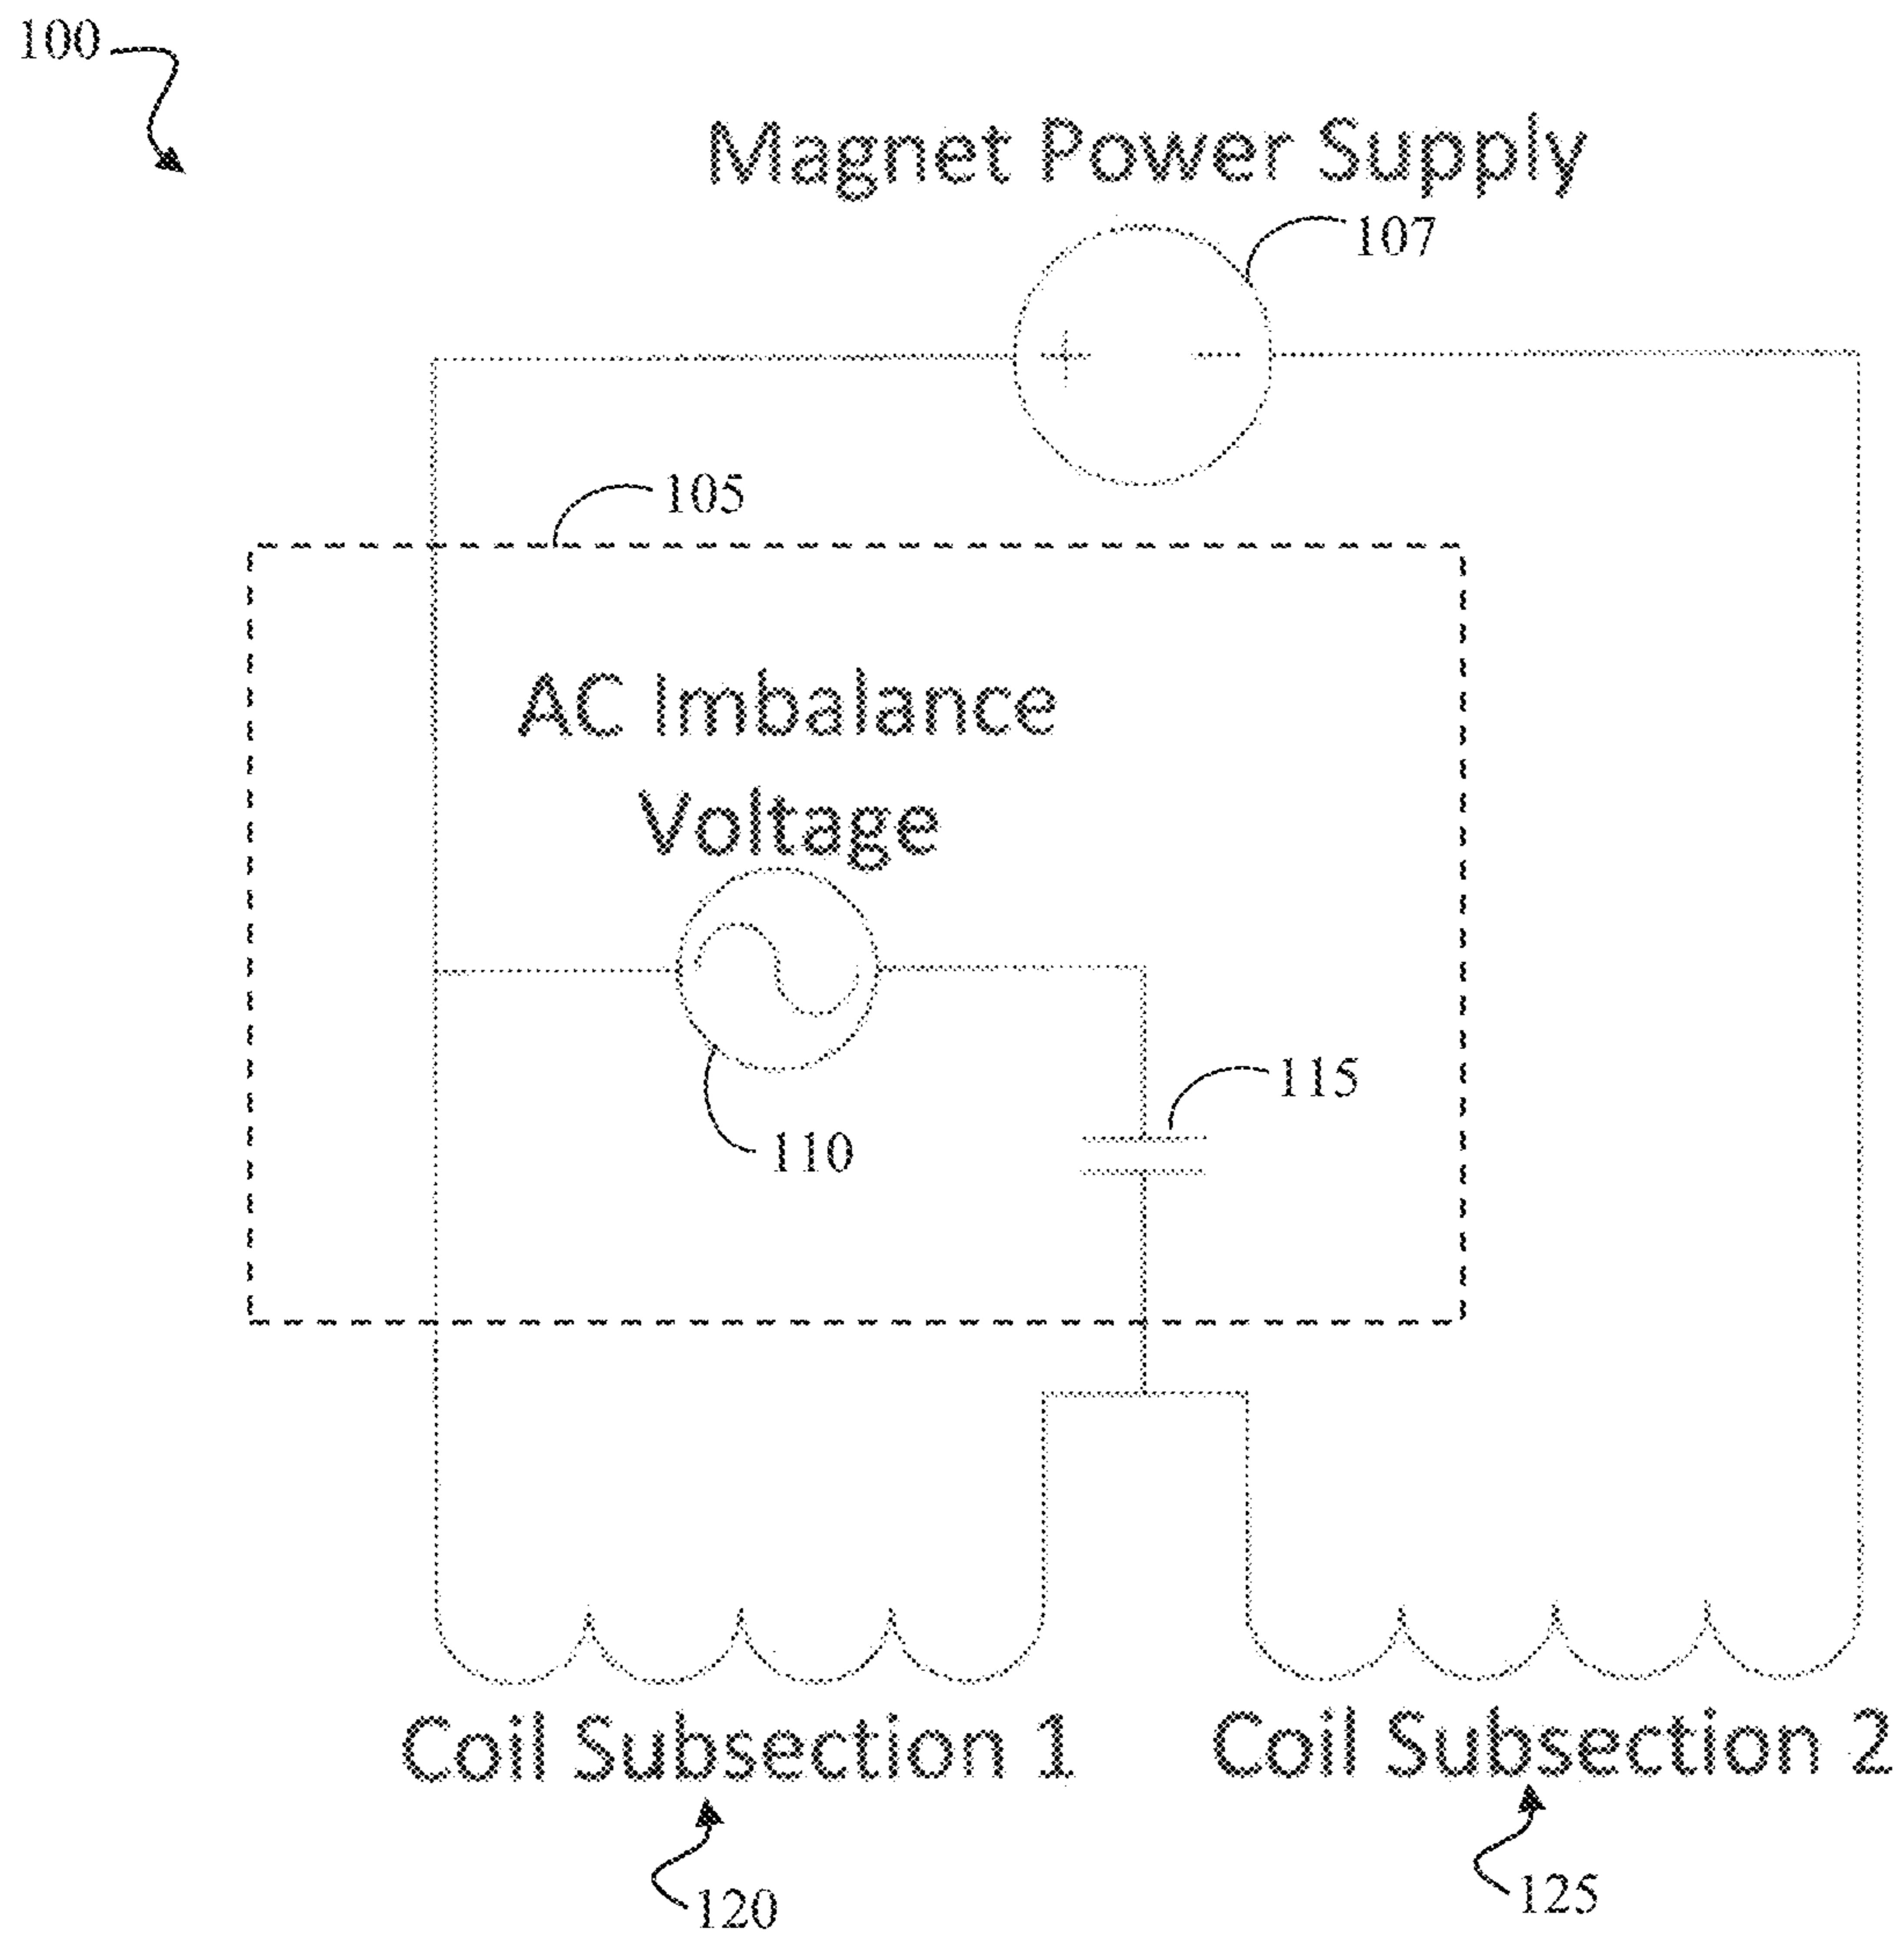 100
Magnet Power Supply
107
+ -
105
AC Imbalance
Voltage
115
110
Coil Subsection 1
Coil Subsection 2
120
125